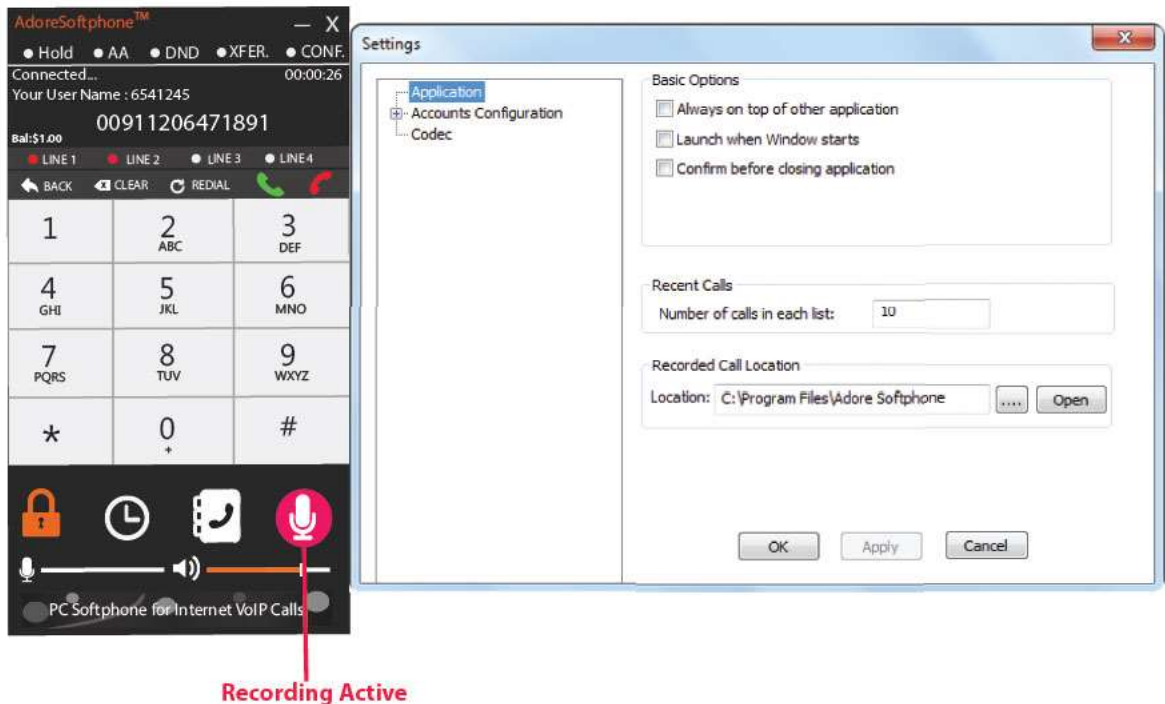 AdoreSoftphone™ — X
Hold AA DND XFER. CONF.
Connected... 00:00:26
Your User Name : 6541245
00911206471891
Bal:$1.00
LINE 1 LINE 2 LINE 3 LINE 4
BACK CLEAR REDIAL
1 2 3
ABC DEF
4 5 6
GHI JKL MNO
7 8 9
PQRS TUV WXYZ
* 0 #
+
PC Softphone for Internet VoIP Calls
Recording Active
Settings X
Application
Accounts Configuration
Codec
Basic Options
Always on top of other application
Launch when Window starts
Confirm before closing application
Recent Calls
Number of calls in each list: 10
Recorded Call Location
Location: C:\Program Files\Adore Softphone .... Open
OK Apply Cancel